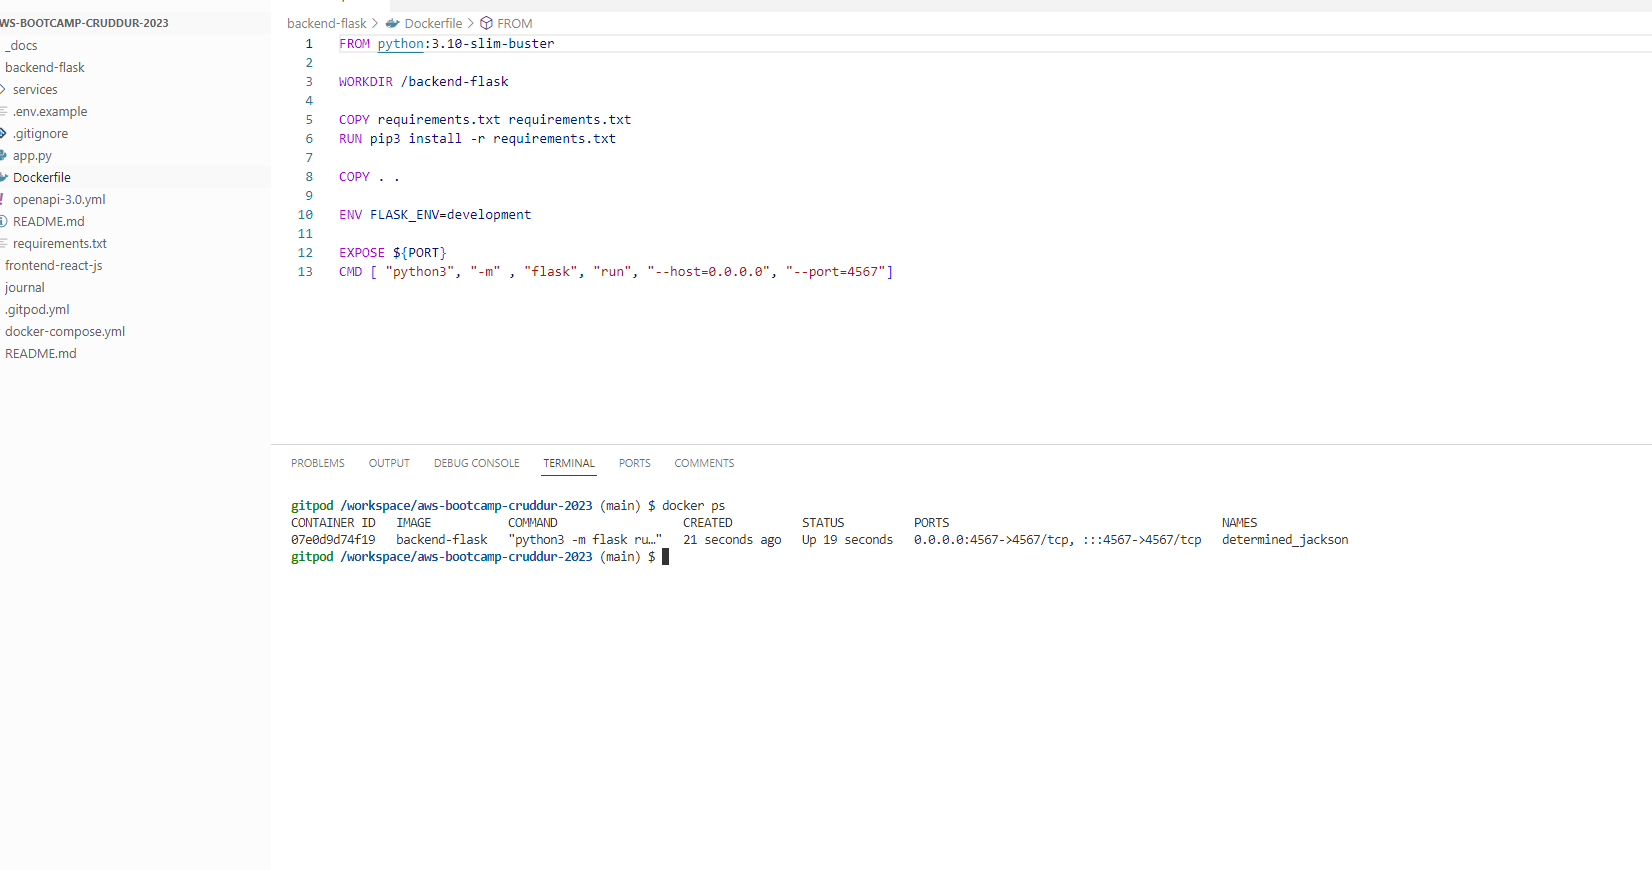 WS-BOOTCAMP-CRUDDUR-2023
_docs
backend-flask
services
.env.example
.gitignore
app.py
Dockerfile
openapi-3.0.yml
README.md
requirements.txt
frontend-react-js
journal
.gitpod.yml
docker-compose.yml
README.md
backend-flask > Dockerfile > FROM
1 FROM python:3.10-slim-buster
2
3 WORKDIR /backend-flask
4
5 COPY requirements.txt requirements.txt
6 RUN pip3 install -r requirements.txt
7
8 COPY . .
9
10 ENV FLASK_ENV=development
11
12 EXPOSE ${PORT}
13 CMD [ "python3", "-m" , "flask", "run", "--host=0.0.0.0", "--port=4567"]
PROBLEMS OUTPUT DEBUG CONSOLE TERMINAL PORTS COMMENTS
gitpod /workspace/aws-bootcamp-cruddur-2023 (main) $ docker ps
CONTAINER ID IMAGE COMMAND CREATED STATUS PORTS NAMES
07e0d9d74f19 backend-flask "python3 -m flask ru…" 21 seconds ago Up 19 seconds 0.0.0.0:4567->4567/tcp, :::4567->4567/tcp determined_jackson
gitpod /workspace/aws-bootcamp-cruddur-2023 (main) $